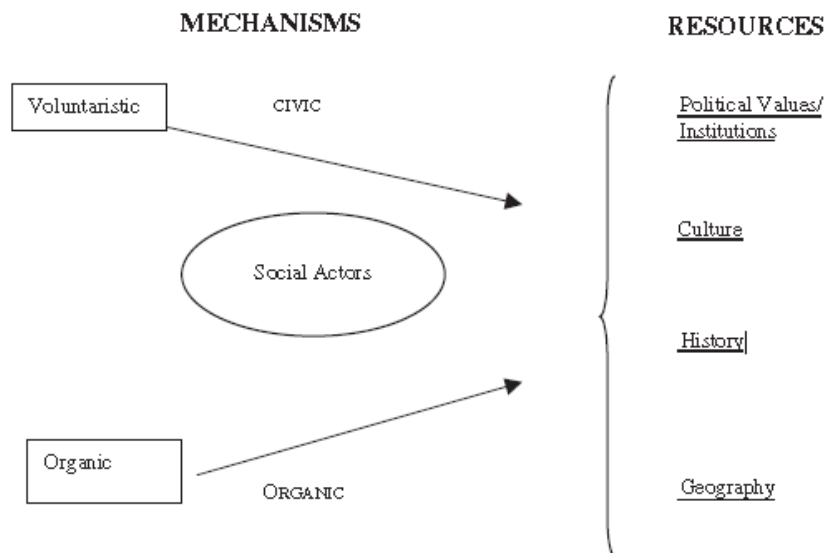 MECHANISMS
RESOURCES
Voluntaristic
CIVIC
Political Values/
Institutions
Culture
Social Actors
History
Organic
ORGANIC
Geography